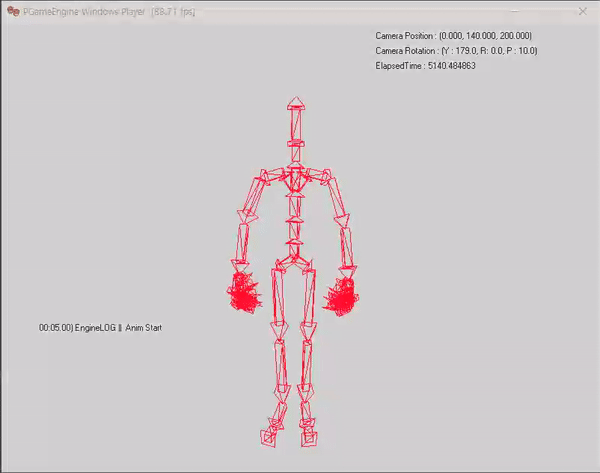 PGameEngine Windows Player (88.71 fps)
Camera Position : (0.000, 140.000, 200.000)
Camera Rotation : (Y : 179.0, R: 0.0, P : 10.0)
ElapsedTime : 5140.484863
00:05.00) EngineLOG || Anim Start